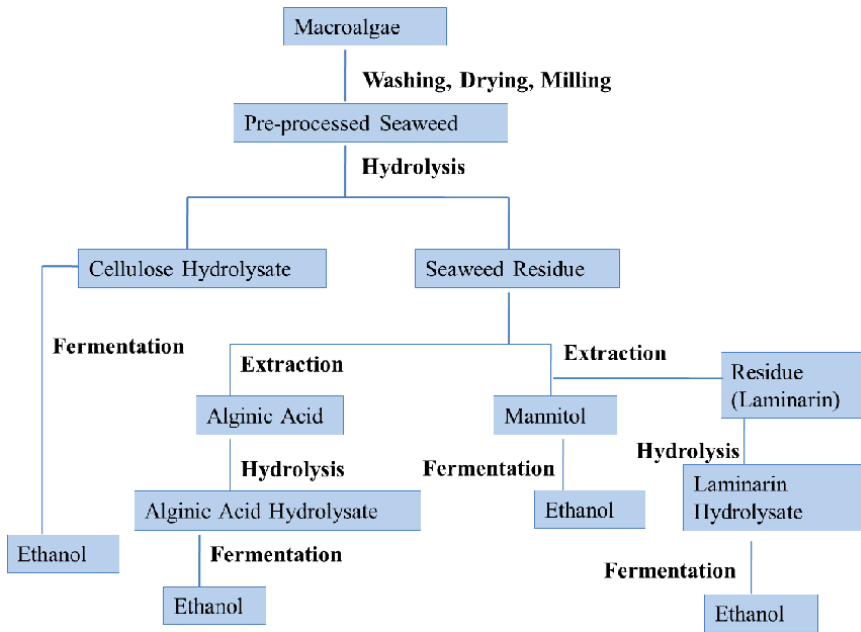 Macroalgae
Washing, Drying, Milling
Pre-processed Seaweed
Hydrolysis
Cellulose Hydrolysate
Seaweed Residue
Fermentation
Extraction
Extraction
Residue
(Laminarin)
Alginic Acid
Mannitol
Hydrolysis
Fermentation
Hydrolysis
Alginic Acid Hydrolysate
Ethanol
Laminarin
Hydrolysate
Ethanol
Fermentation
Fermentation
Ethanol
Ethanol